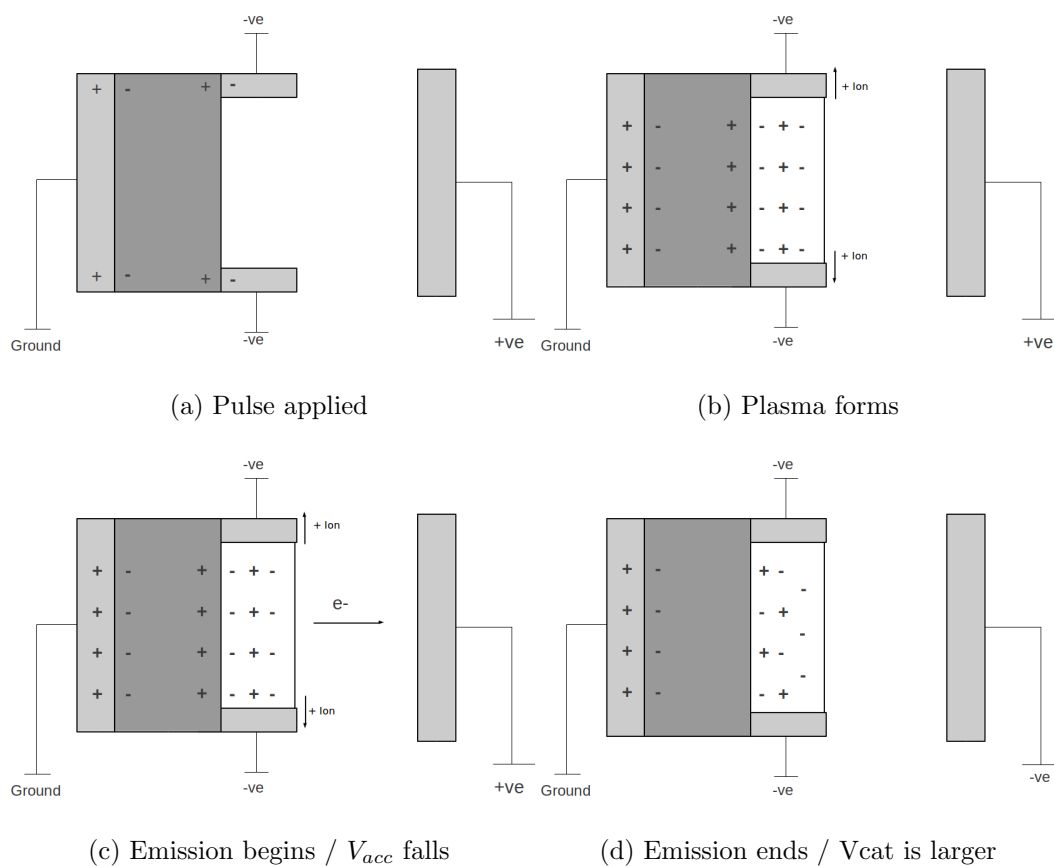 -ve
+ - + -
+ - + -
-ve
Ground
+ve
(a) Pulse applied
-ve
+ Ion
+ - + - + -
+ - + - + -
+ - + - + -
+ - + - + -
+ Ion
-ve
Ground
+ve
(b) Plasma forms
-ve
+ Ion
+ - + - + -
+ - + - + -
e-
+ - + - + -
+ - + - + -
+ Ion
-ve
Ground
+ve
(c) Emission begins / V_acc falls
-ve
+ - + -
-
+ - - +
-
+ - + -
-
+ - - +
-ve
Ground
-ve
(d) Emission ends / Vcat is larger